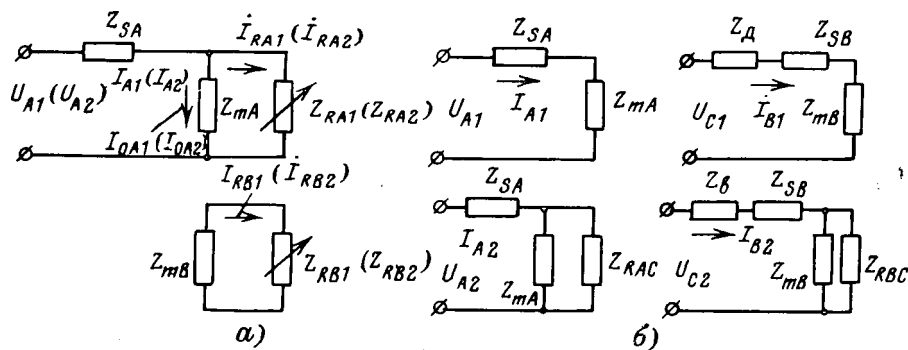 Z_SA İ_RA1(İ_RA2)
U_A1(U_A2) I_A1(I_A2) Z_mA Z_RA1(Z_RA2)
I_0A1(I_0A2)
I_RB1(İ_RB2)
Z_mB Z_RB1(Z_RB2)
а)
Z_SA
U_A1 I_A1 Z_mA
Z_Д Z_SB
U_C1 İ_B1 Z_mB
Z_SA
I_A2
U_A2 Z_mA Z_RAC
Z_в Z_SB
I_B2
U_C2 Z_mB Z_RBC
б)